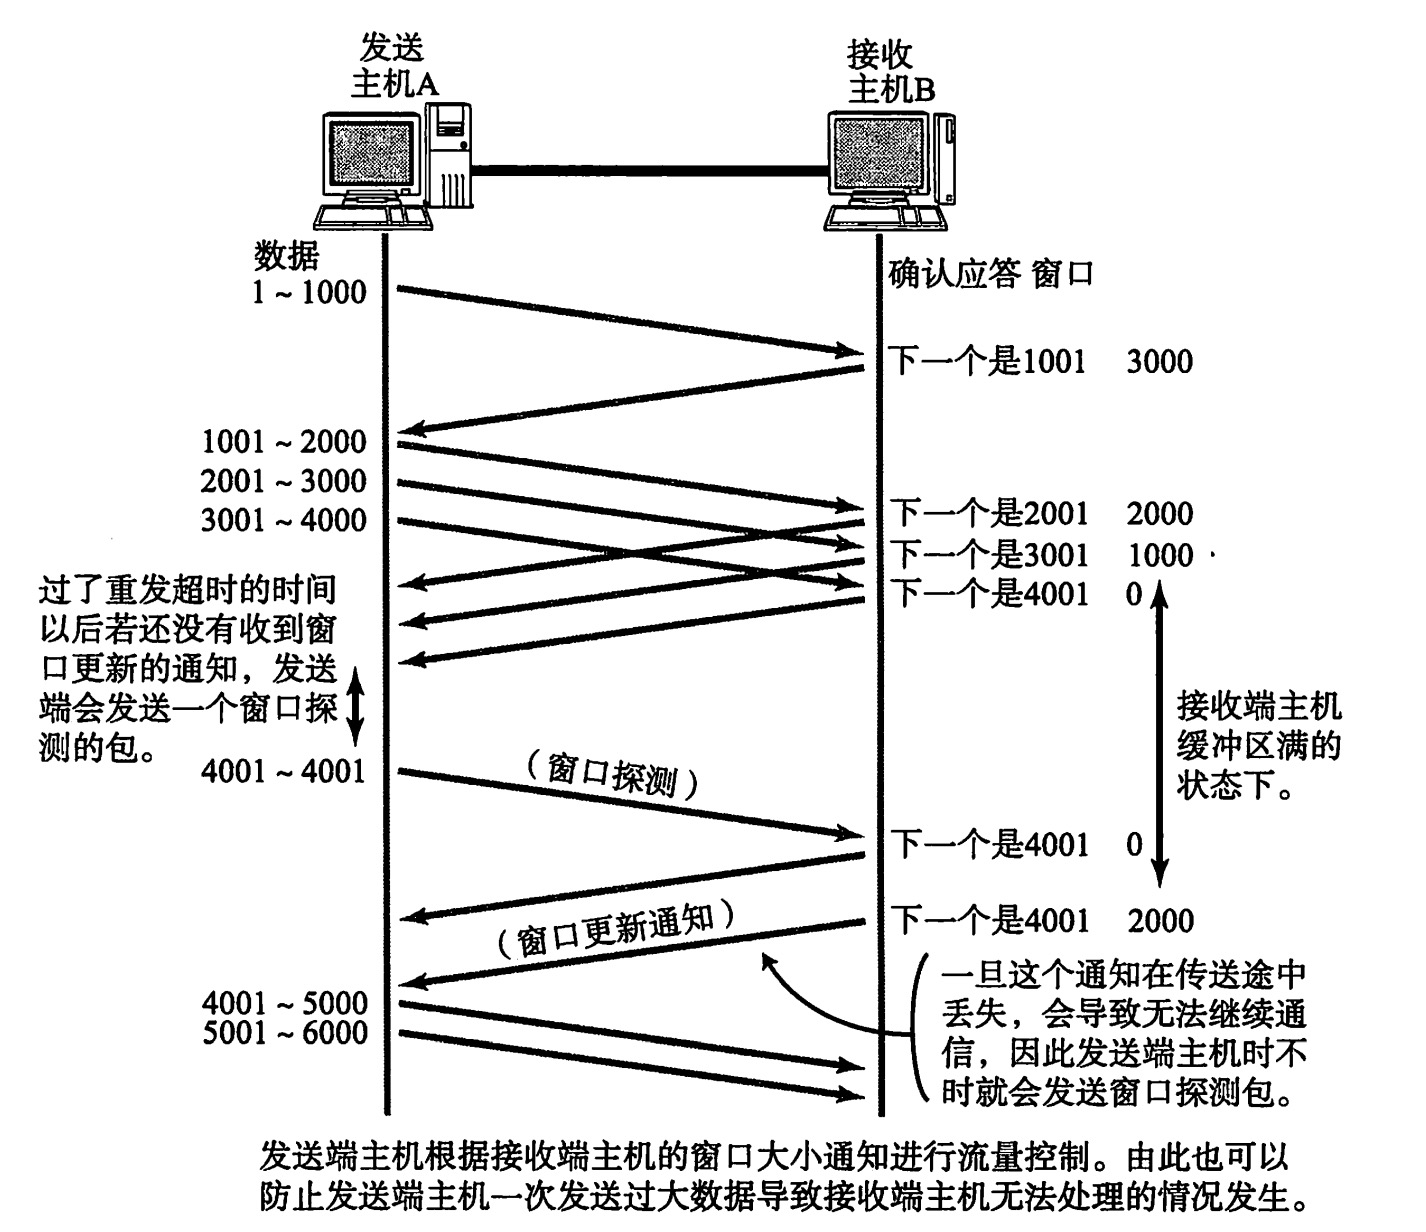 发送
主机A
接收
主机B
数据
确认应答 窗口
1～1000
下一个是1001 3000
1001～2000
2001～3000
3001～4000
下一个是2001 2000
下一个是3001 1000
下一个是4001 0
过了重发超时的时间
以后若还没有收到窗
口更新的通知，发送
端会发送一个窗口探
测的包。
接收端主机
缓冲区满的
状态下。
4001～4001
（窗口探测）
下一个是4001 0
（窗口更新通知）
下一个是4001 2000
一旦这个通知在传送途中
丢失，会导致无法继续通
信，因此发送端主机时不
时就会发送窗口探测包。
4001～5000
5001～6000
发送端主机根据接收端主机的窗口大小通知进行流量控制。由此也可以
防止发送端主机一次发送过大数据导致接收端主机无法处理的情况发生。